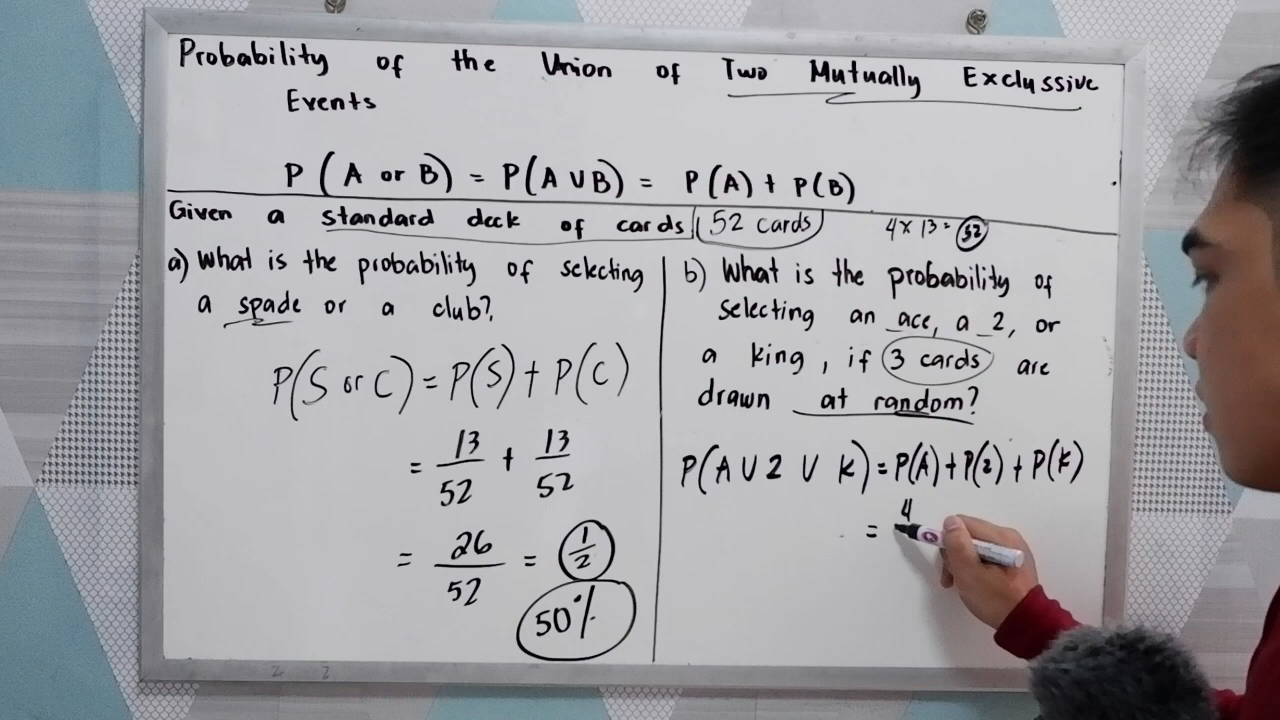 Probability of the Union of Two Mutually Exclussive
Events
P (A or B) = P(A ∪ B) = P(A) + P(B)
Given a standard deck of cards 52 cards 4 x 13 = 52
a) What is the probability of selecting
a spade or a club?
P(S or C) = P(S) + P(C)
= 13/52 + 13/52
= 26/52 = 1/2
50%
b) What is the probability of
selecting an ace, a 2, or
a king, if 3 cards are
drawn at random?
P(A ∪ 2 ∪ K) = P(A) + P(2) + P(K)
= 4